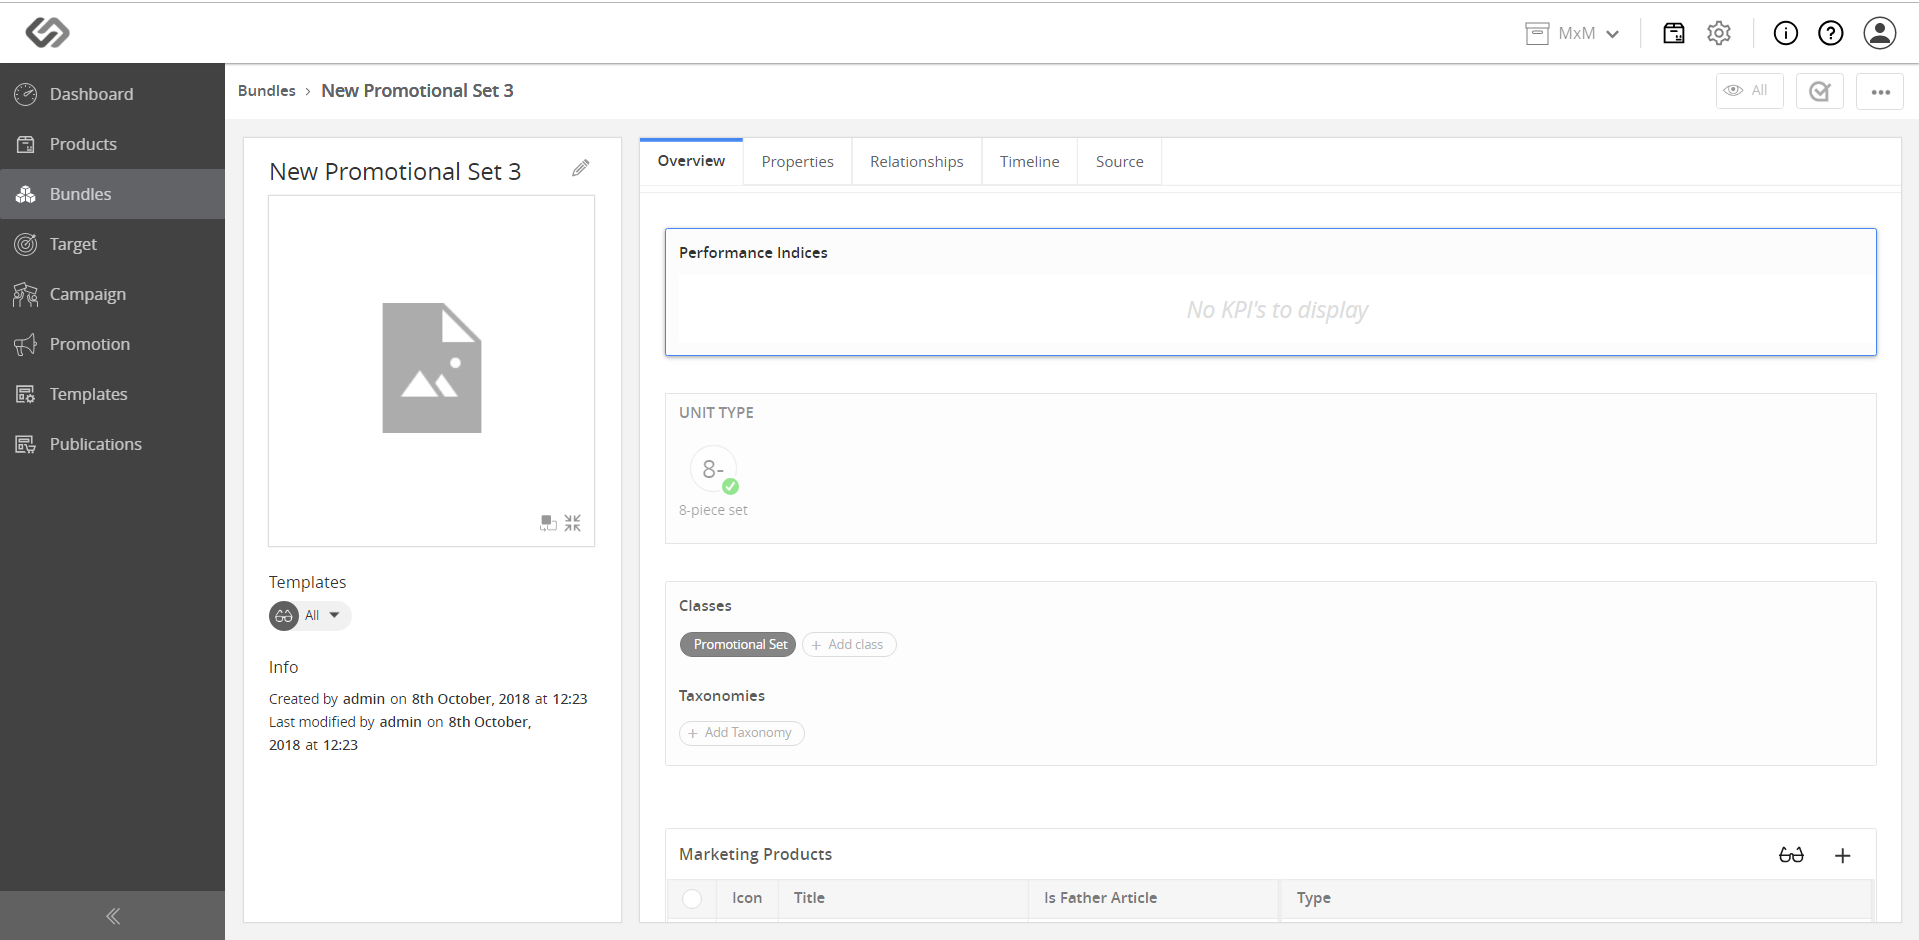 MxM
Dashboard
Products
Bundles
Target
Campaign
Promotion
Templates
Publications
Bundles › New Promotional Set 3
All
New Promotional Set 3
Templates
All
Info
Created by admin on 8th October, 2018 at 12:23
Last modified by admin on 8th October,
2018 at 12:23
Overview Properties Relationships Timeline Source
Performance Indices
No KPI's to display
UNIT TYPE
8-
8-piece set
Classes
Promotional Set + Add class
Taxonomies
+ Add Taxonomy
Marketing Products
Icon Title Is Father Article Type